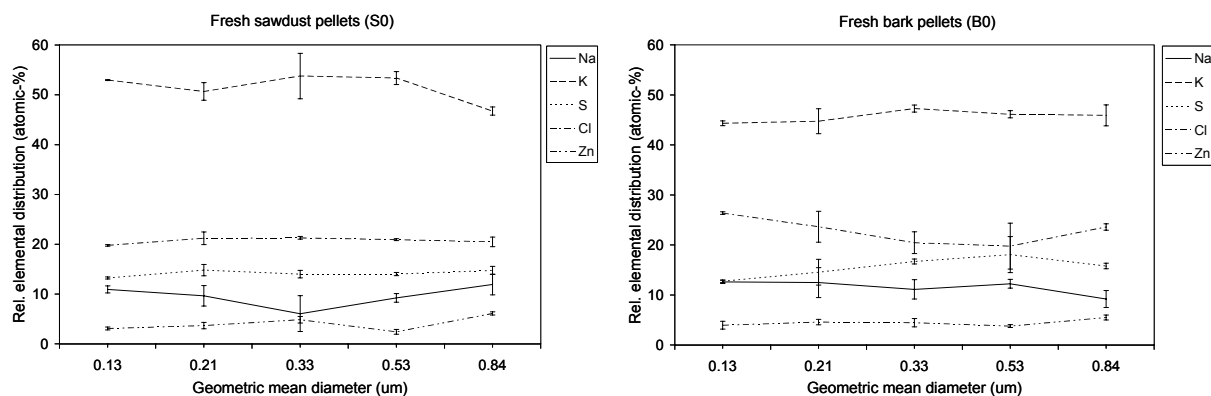 Fresh sawdust pellets (S0)
Rel. elemental distribution (atomic-%)
60
50
40
30
20
10
0
0.13 0.21 0.33 0.53 0.84
Geometric mean diameter (um)
Na
K
S
Cl
Zn
Fresh bark pellets (B0)
Rel. elemental distribution (atomic-%)
60
50
40
30
20
10
0
0.13 0.21 0.33 0.53 0.84
Geometric mean diameter (um)
Na
K
S
Cl
Zn